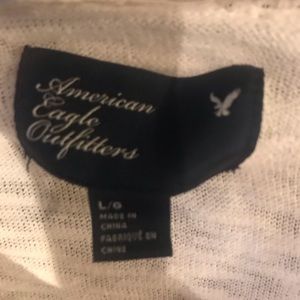 American
Eagle
Outfitters
L/G
MADE IN
CHINA
FABRIQUÉ EN
CHINE